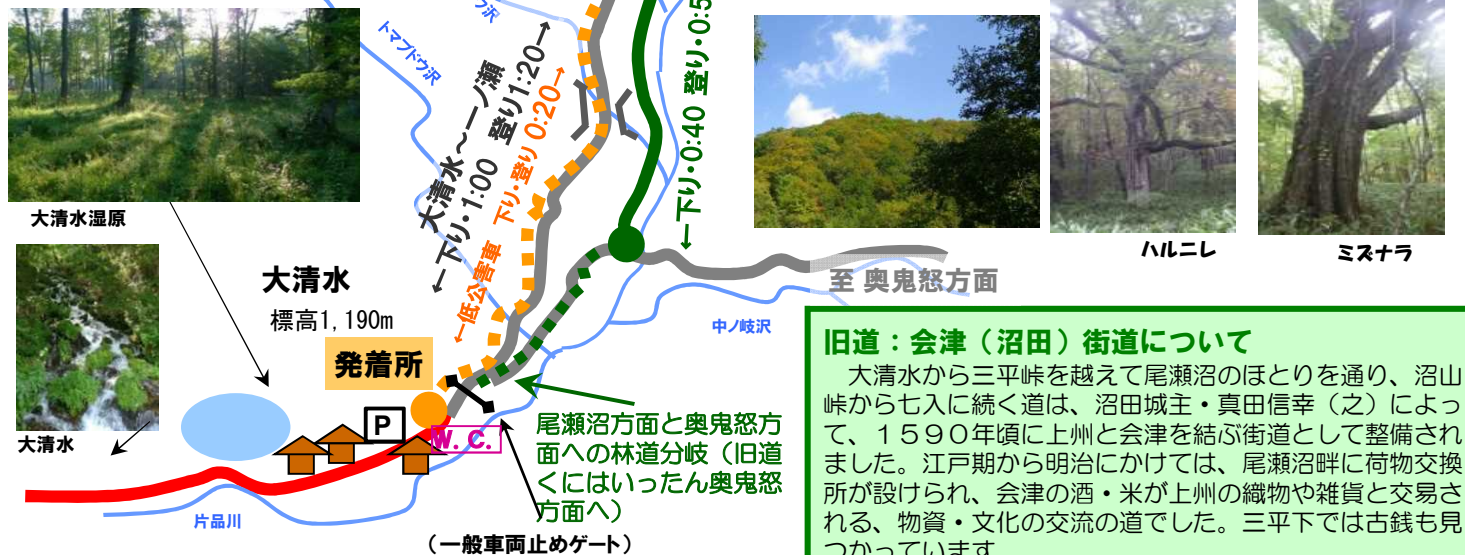 ウ沢
トマブドウ沢
大清水～一ノ瀬
←下り・1:00 登り1:20→
←低公害車 下り・登り 0:20→
←下り・0:40 登り・0:5
大清水湿原
ハルニレ
ミズナラ
大清水
標高1,190m
至 奥鬼怒方面
中ノ岐沢
発着所
P
W.C.
大清水
片品川
尾瀬沼方面と奥鬼怒方
面への林道分岐（旧道
くにはいったん奥鬼怒
方面へ）
（一般車両止めゲート）
旧道：会津（沼田）街道について
　大清水から三平峠を越えて尾瀬沼のほとりを通り、沼山
峠から七入に続く道は、沼田城主・真田信幸（之）によっ
て、１５９０年頃に上州と会津を結ぶ街道として整備され
ました。江戸期から明治にかけては、尾瀬沼畔に荷物交換
所が設けられ、会津の酒・米が上州の織物や雑貨と交易さ
れる、物資・文化の交流の道でした。三平下では古銭も見
つかっています